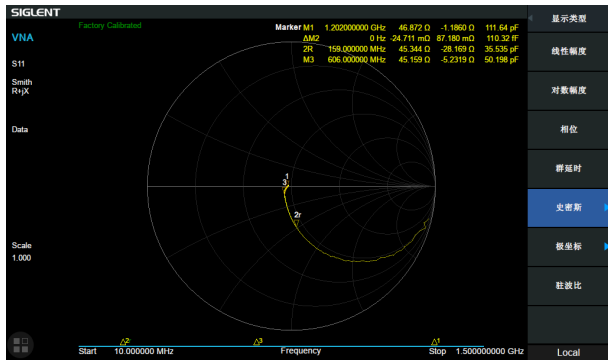 SIGLENT
显示类型
Factory Calibrated
Marker M1 1.202000000 GHz 46.872 Ω -1.1860 Ω 111.64 pF
ΔM2 0 Hz -24.711 mΩ 87.180 mΩ 110.32 fF
2R 159.000000 MHz 45.344 Ω -28.169 Ω 35.535 pF
M3 606.000000 MHz 45.159 Ω -5.2319 Ω 50.198 pF
VNA
线性幅度
S11
Smith
R+jX
对数幅度
Data
相位
群延时
1
3
史密斯
2r
Scale
1.000
极坐标
驻波比
2
3
1
Start 10.000000 MHz
Frequency
Stop 1.500000000 GHz
Local